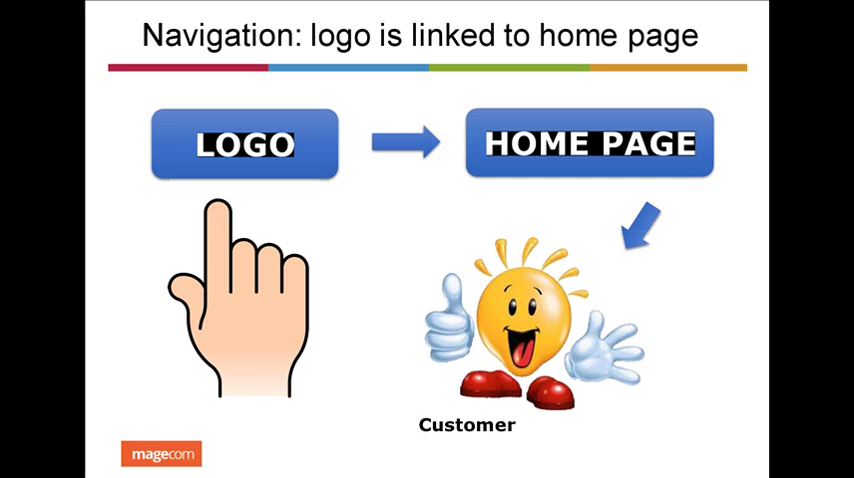 Navigation: logo is linked to home page
LOGO
HOME PAGE
Customer
magecom